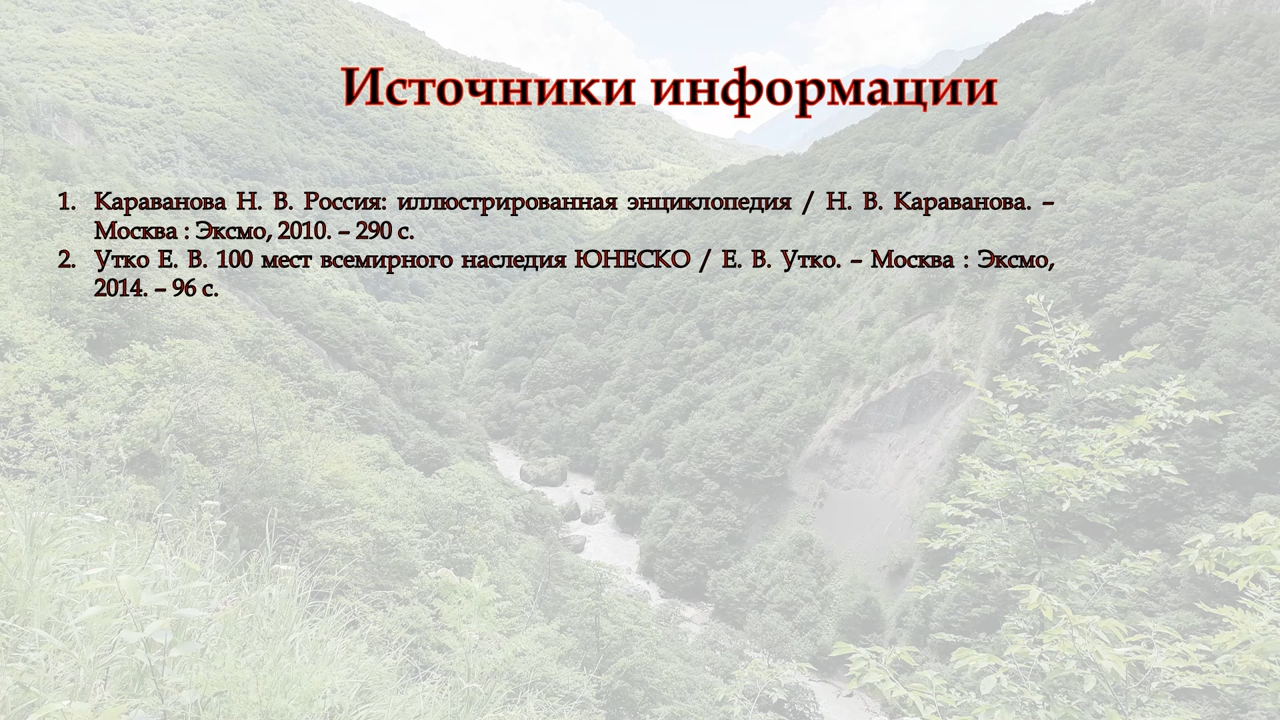 Источники информации
1. Караванова Н. В. Россия: иллюстрированная энциклопедия / Н. В. Караванова. –
Москва : Эксмо, 2010. – 290 с.
2. Утко Е. В. 100 мест всемирного наследия ЮНЕСКО / Е. В. Утко. – Москва : Эксмо,
2014. – 96 с.